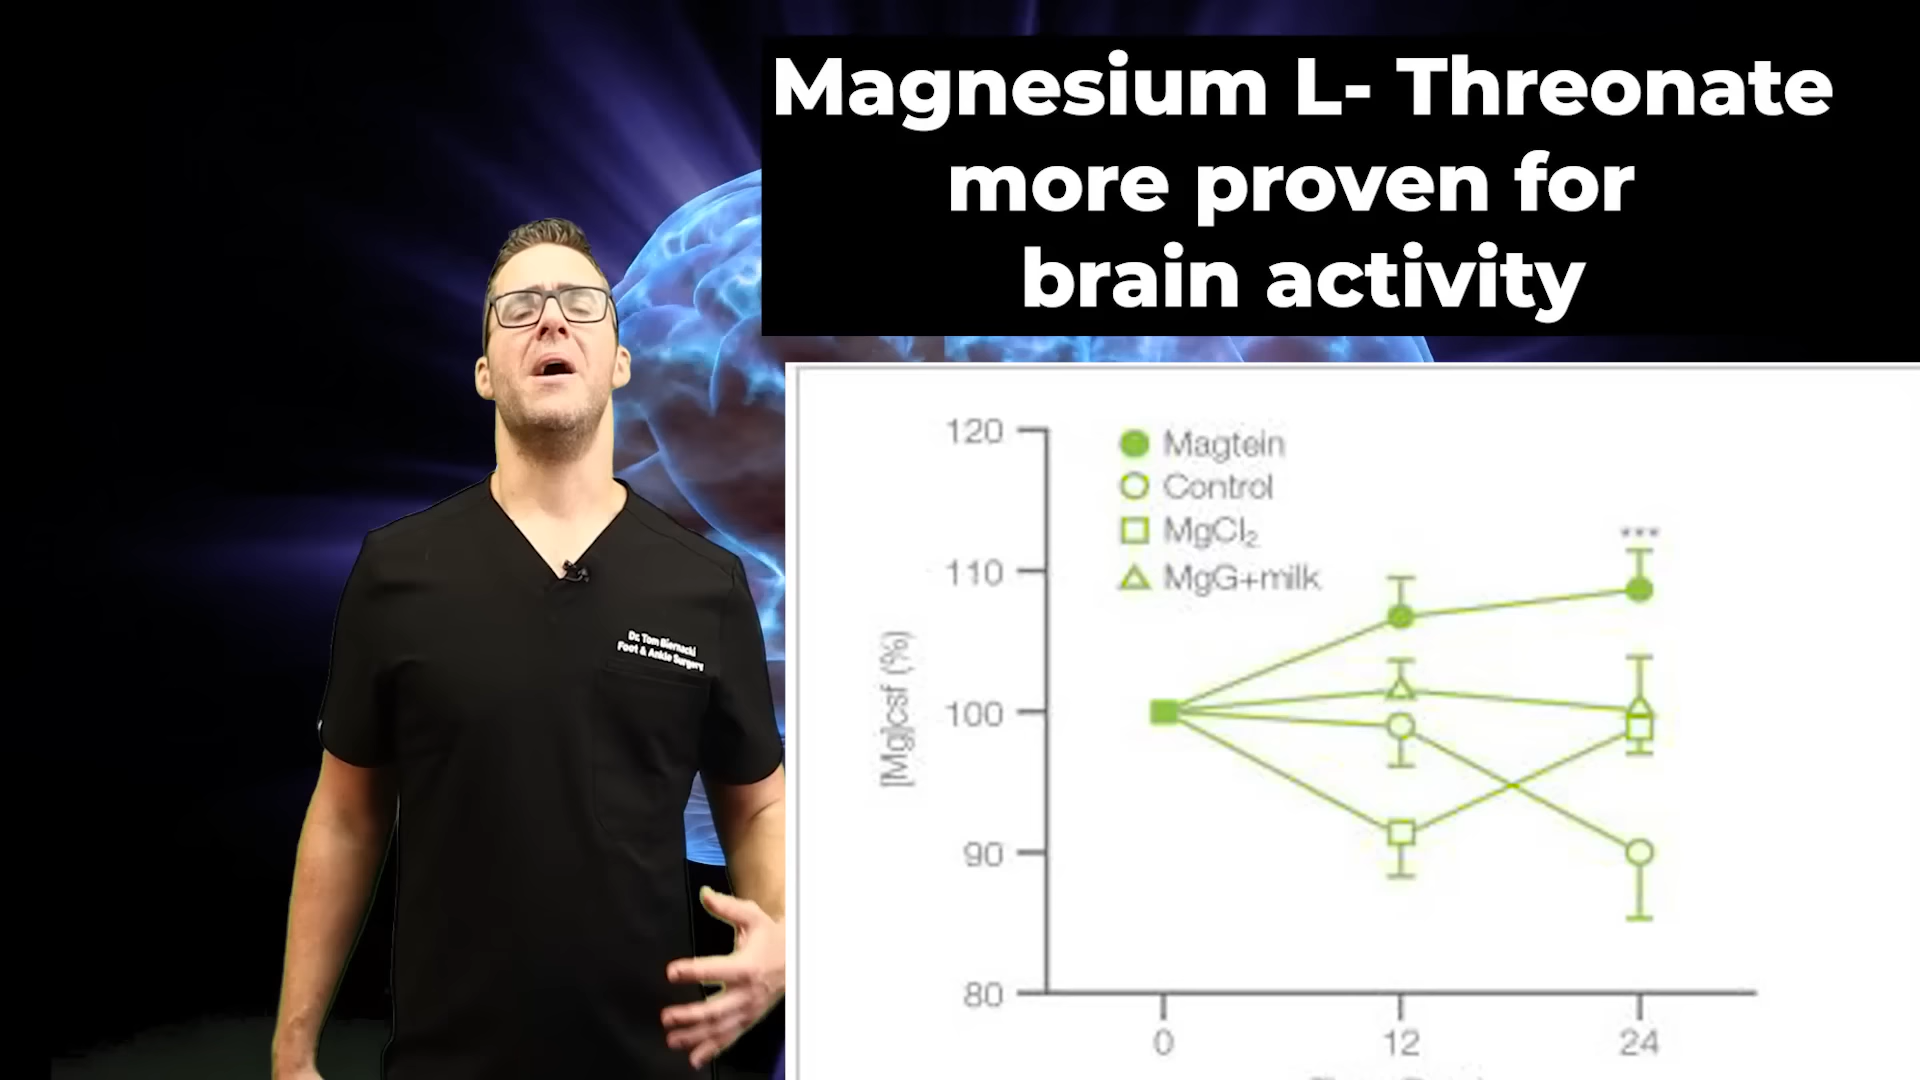 Magnesium L- Threonate
more proven for
brain activity
Dr. Tom Biernacki
Foot & Ankle Surgery
120
110
100
90
80
[Mg]csf (%)
Magtein
Control
MgCl₂
MgG+milk
***
0
12
24